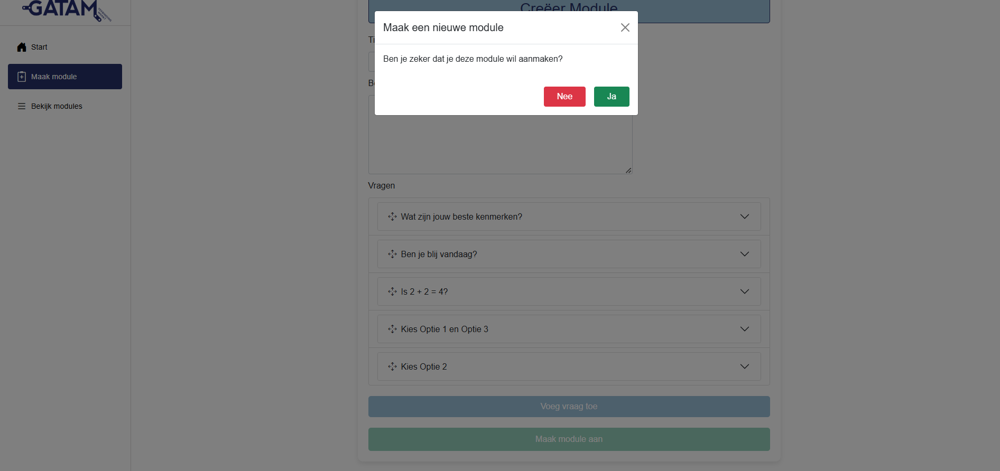 GATAM
VERBINDING
WERKT
Start
Maak module
Bekijk modules
Creëer Module
Maak een nieuwe module
Ti
Ben je zeker dat je deze module wil aanmaken?
Nee
Ja
Vragen
Wat zijn jouw beste kenmerken?
Ben je blij vandaag?
Is 2 + 2 = 4?
Kies Optie 1 en Optie 3
Kies Optie 2
Voeg vraag toe
Maak module aan